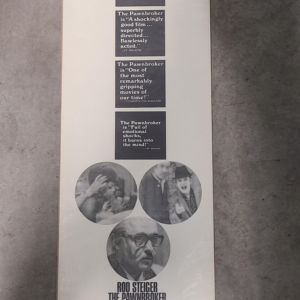 The Pawnbroker
is "A shockingly
good film...
superbly
directed...
flawlessly
acted."
The Pawnbroker
is "One of
the most
remarkably
gripping
movies of
our time!"
The Pawnbroker
is "Full of
emotional
shocks,
it burns into
the mind!"
ROD STEIGER
THE PAWNBROKER